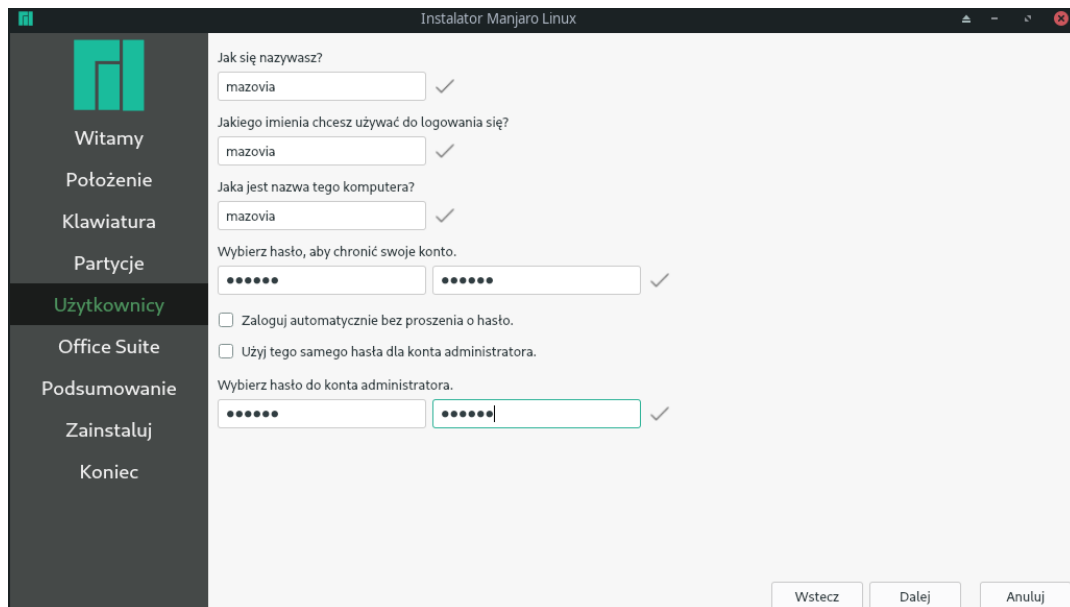 Instalator Manjaro Linux
Witamy
Położenie
Klawiatura
Partycje
Użytkownicy
Office Suite
Podsumowanie
Zainstaluj
Koniec
Jak się nazywasz?
mazovia
Jakiego imienia chcesz używać do logowania się?
mazovia
Jaka jest nazwa tego komputera?
mazovia
Wybierz hasło, aby chronić swoje konto.
●●●●●● ●●●●●●
Zaloguj automatycznie bez proszenia o hasło.
Użyj tego samego hasła dla konta administratora.
Wybierz hasło do konta administratora.
●●●●●● ●●●●●●
Wstecz Dalej Anuluj